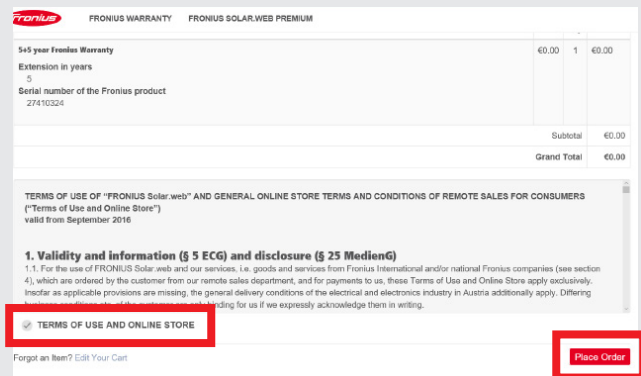 Fronius
FRONIUS WARRANTY FRONIUS SOLAR.WEB PREMIUM
5+5 year Fronius Warranty €0.00 1 €0.00
Extension in years
5
Serial number of the Fronius product
27410324
Subtotal €0.00
Grand Total €0.00
TERMS OF USE OF "FRONIUS Solar.web" AND GENERAL ONLINE STORE TERMS AND CONDITIONS OF REMOTE SALES FOR CONSUMERS
("Terms of Use and Online Store")
valid from September 2016
1. Validity and information (§ 5 ECG) and disclosure (§ 25 MedienG)
1.1. For the use of FRONIUS Solar.web and our services, i.e. goods and services from Fronius International and/or national Fronius companies (see section
4), which are ordered by the customer from our remote sales department, and for payments to us, these Terms of Use and Online Store apply exclusively.
Insofar as applicable provisions are missing, the general delivery conditions of the electrical and electronics industry in Austria additionally apply. Differing
business conditions etc. of the customer are only binding for us if we expressly acknowledge them in writing.
TERMS OF USE AND ONLINE STORE
Forgot an Item? Edit Your Cart
Place Order